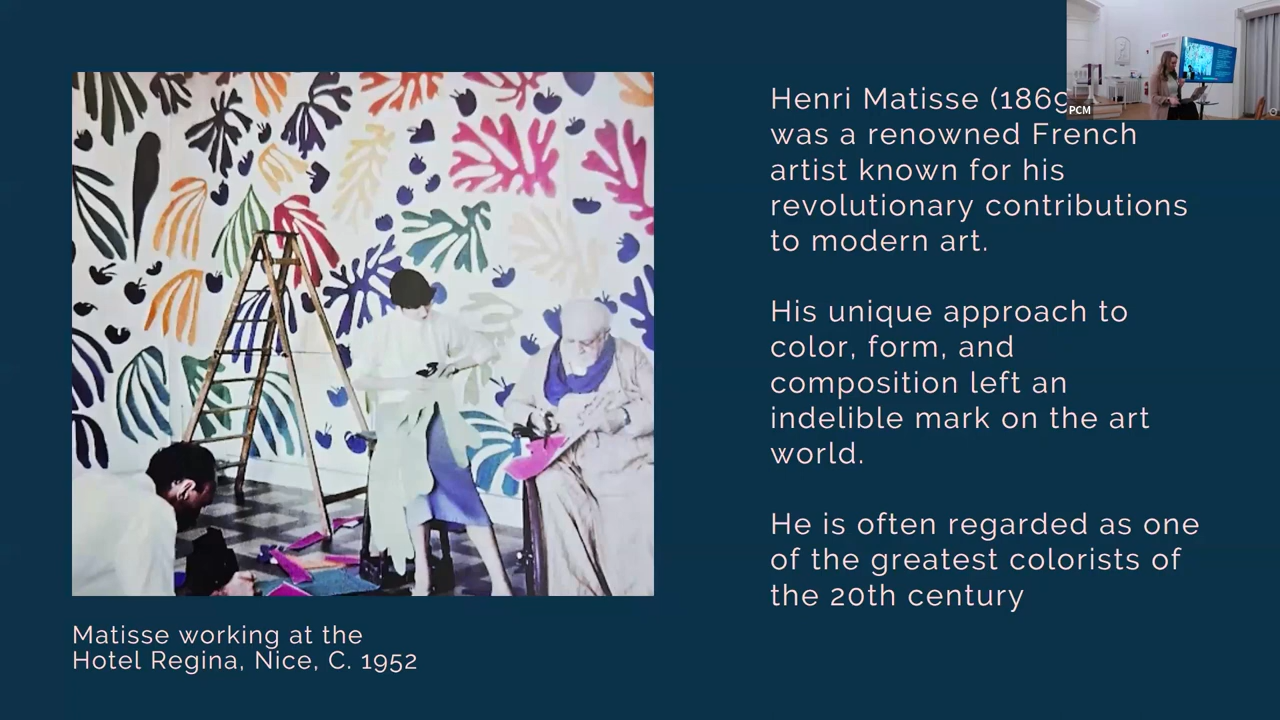 Henri Matisse (1869
was a renowned French
artist known for his
revolutionary contributions
to modern art.
His unique approach to
color, form, and
composition left an
indelible mark on the art
world.
He is often regarded as one
of the greatest colorists of
the 20th century
Matisse working at the
Hotel Regina, Nice, C. 1952
PCM